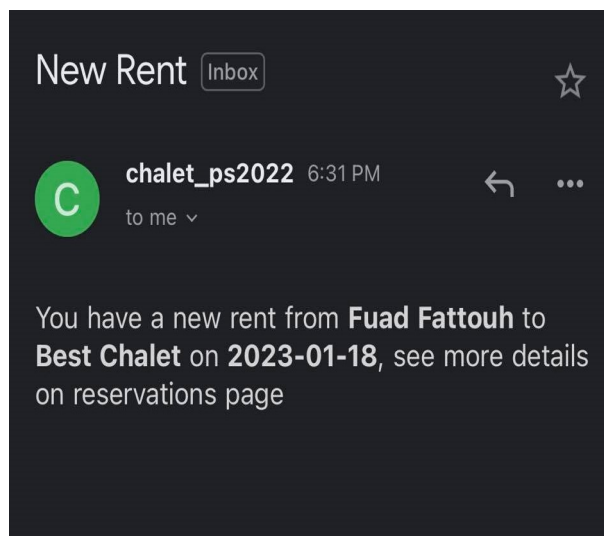 New Rent Inbox
C
chalet_ps2022 6:31 PM
to me
You have a new rent from Fuad Fattouh to
Best Chalet on 2023-01-18, see more details
on reservations page